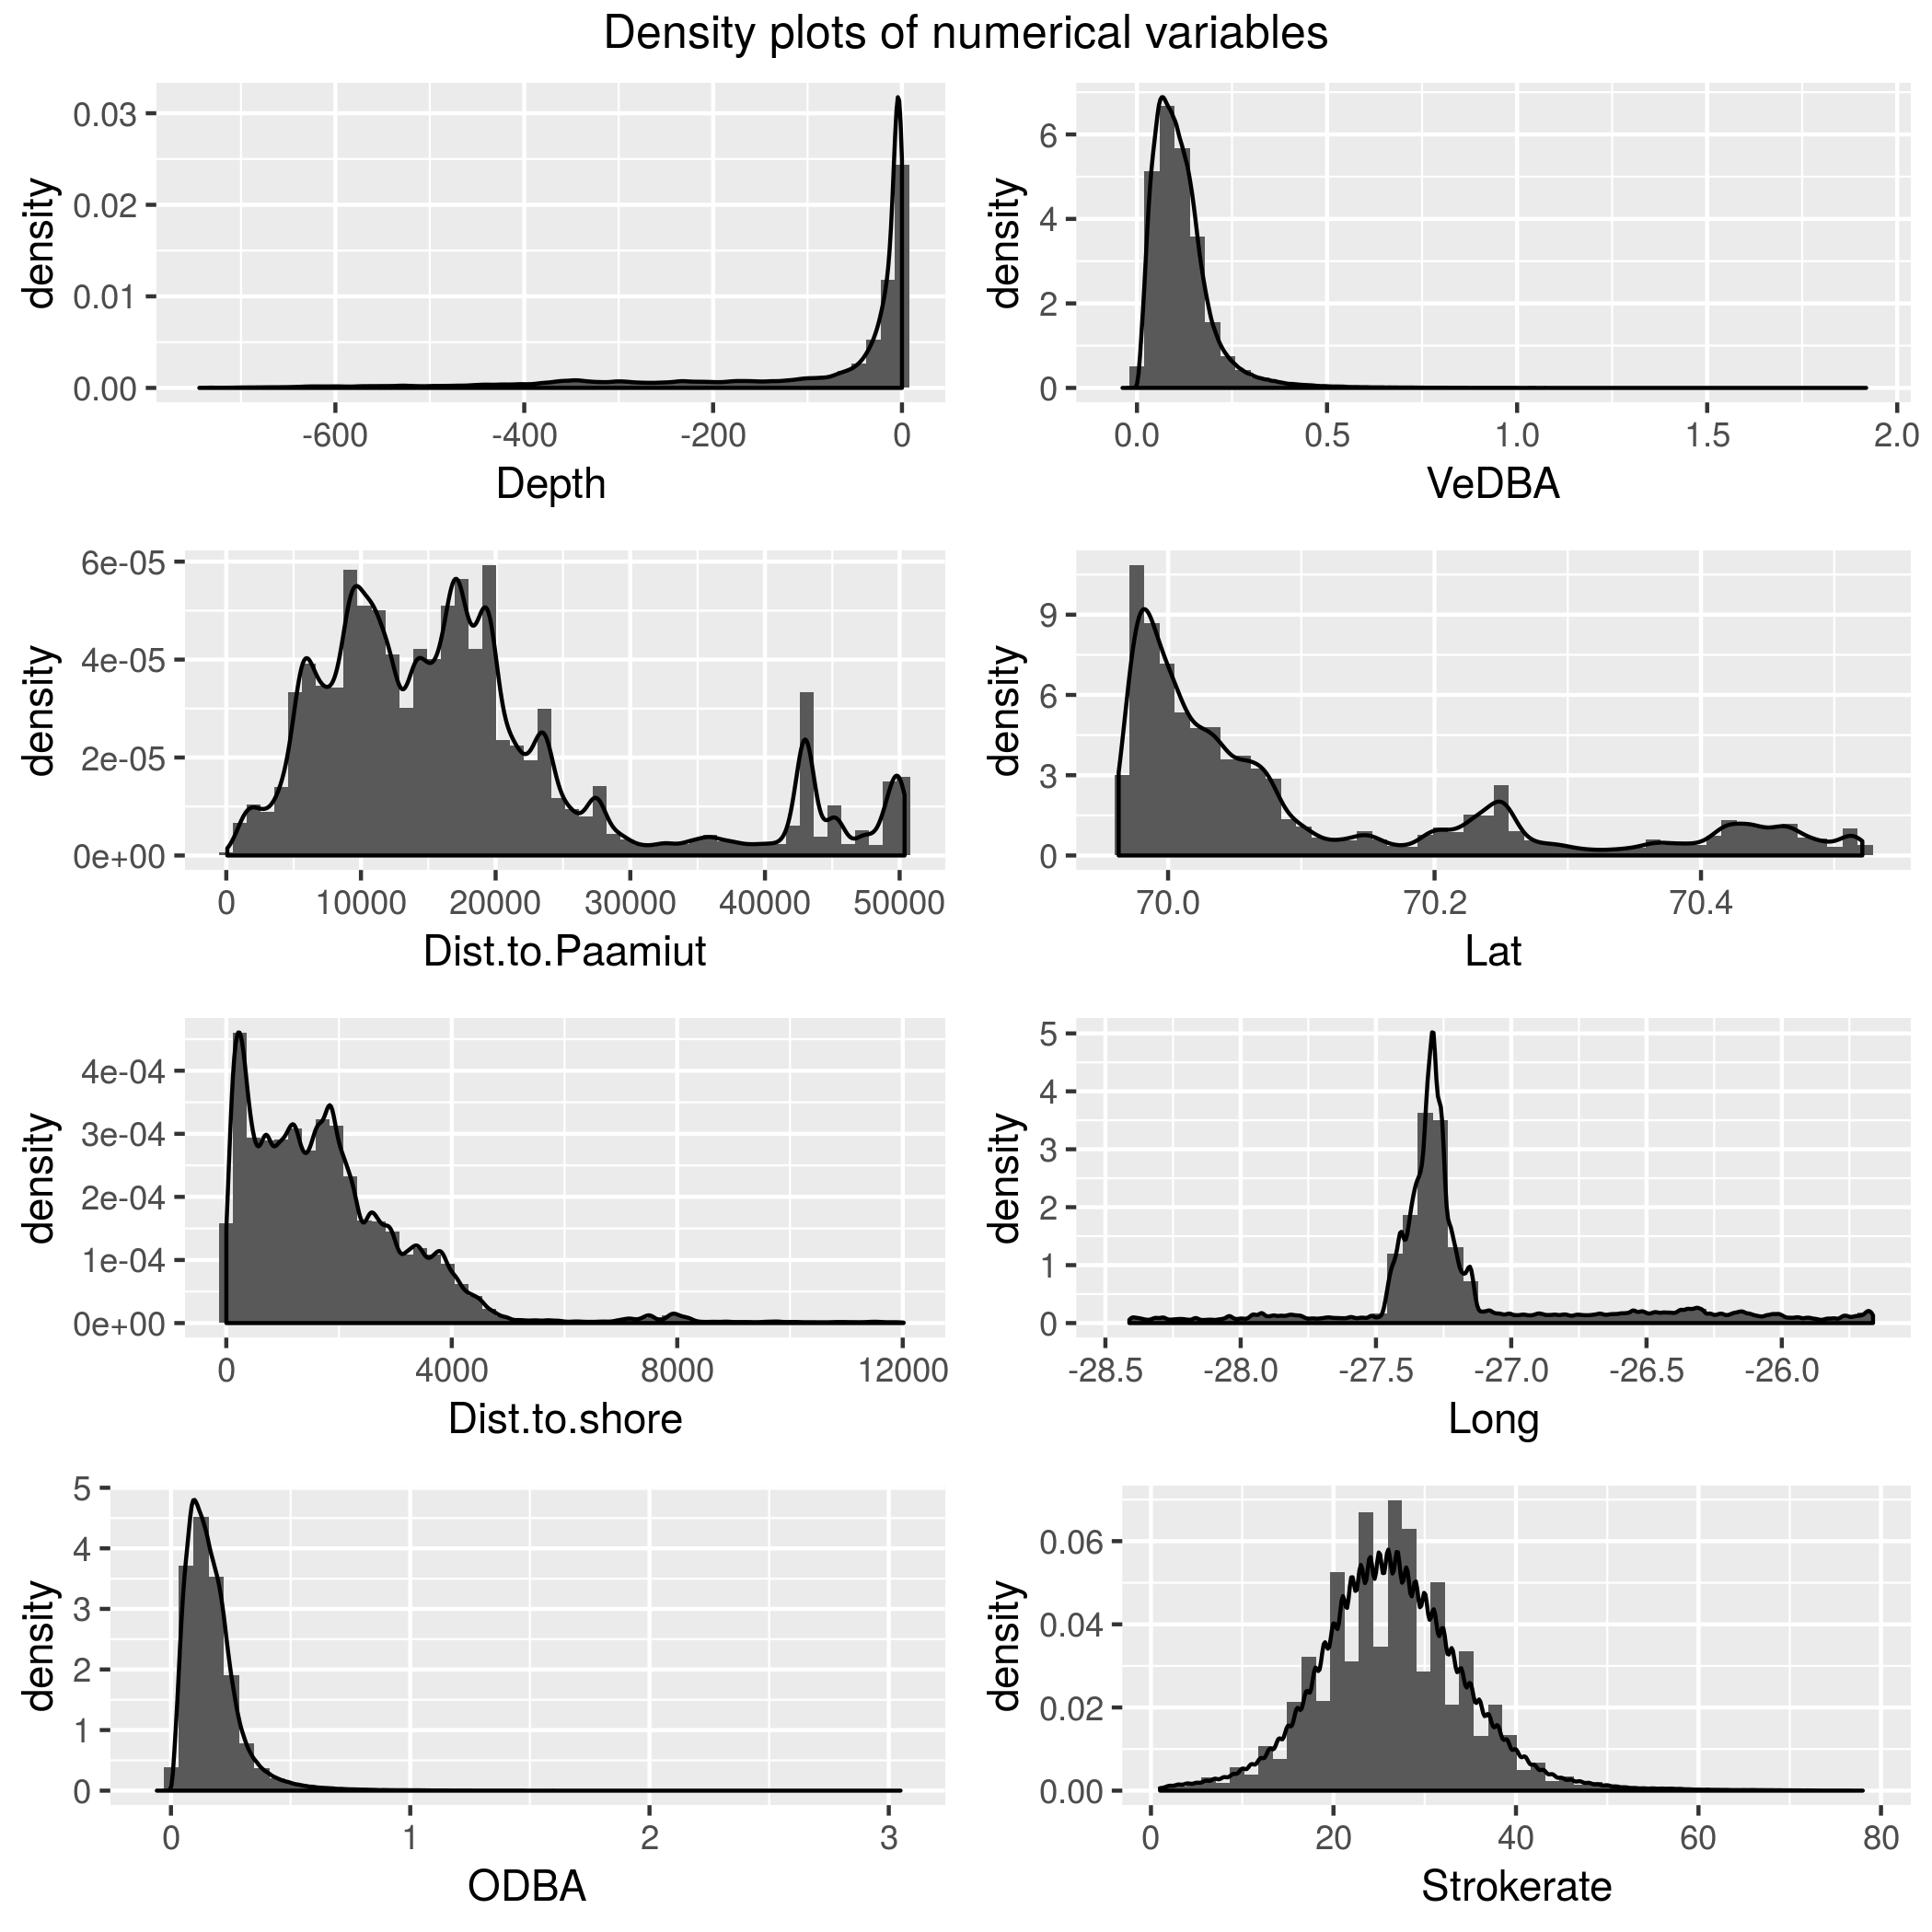 Density plots of numerical variables
density
0.03
0.02
0.01
0.00
-600 -400 -200 0
Depth
density
6
4
2
0
0.0 0.5 1.0 1.5 2.0
VeDBA
density
6e-05
4e-05
2e-05
0e+00
0 10000 20000 30000 40000 50000
Dist.to.Paamiut
density
9
6
3
0
70.0 70.2 70.4
Lat
density
4e-04
3e-04
2e-04
1e-04
0e+00
0 4000 8000 12000
Dist.to.shore
density
5
4
3
2
1
0
-28.5 -28.0 -27.5 -27.0 -26.5 -26.0
Long
density
5
4
3
2
1
0
0 1 2 3
ODBA
density
0.06
0.04
0.02
0.00
0 20 40 60 80
Strokerate